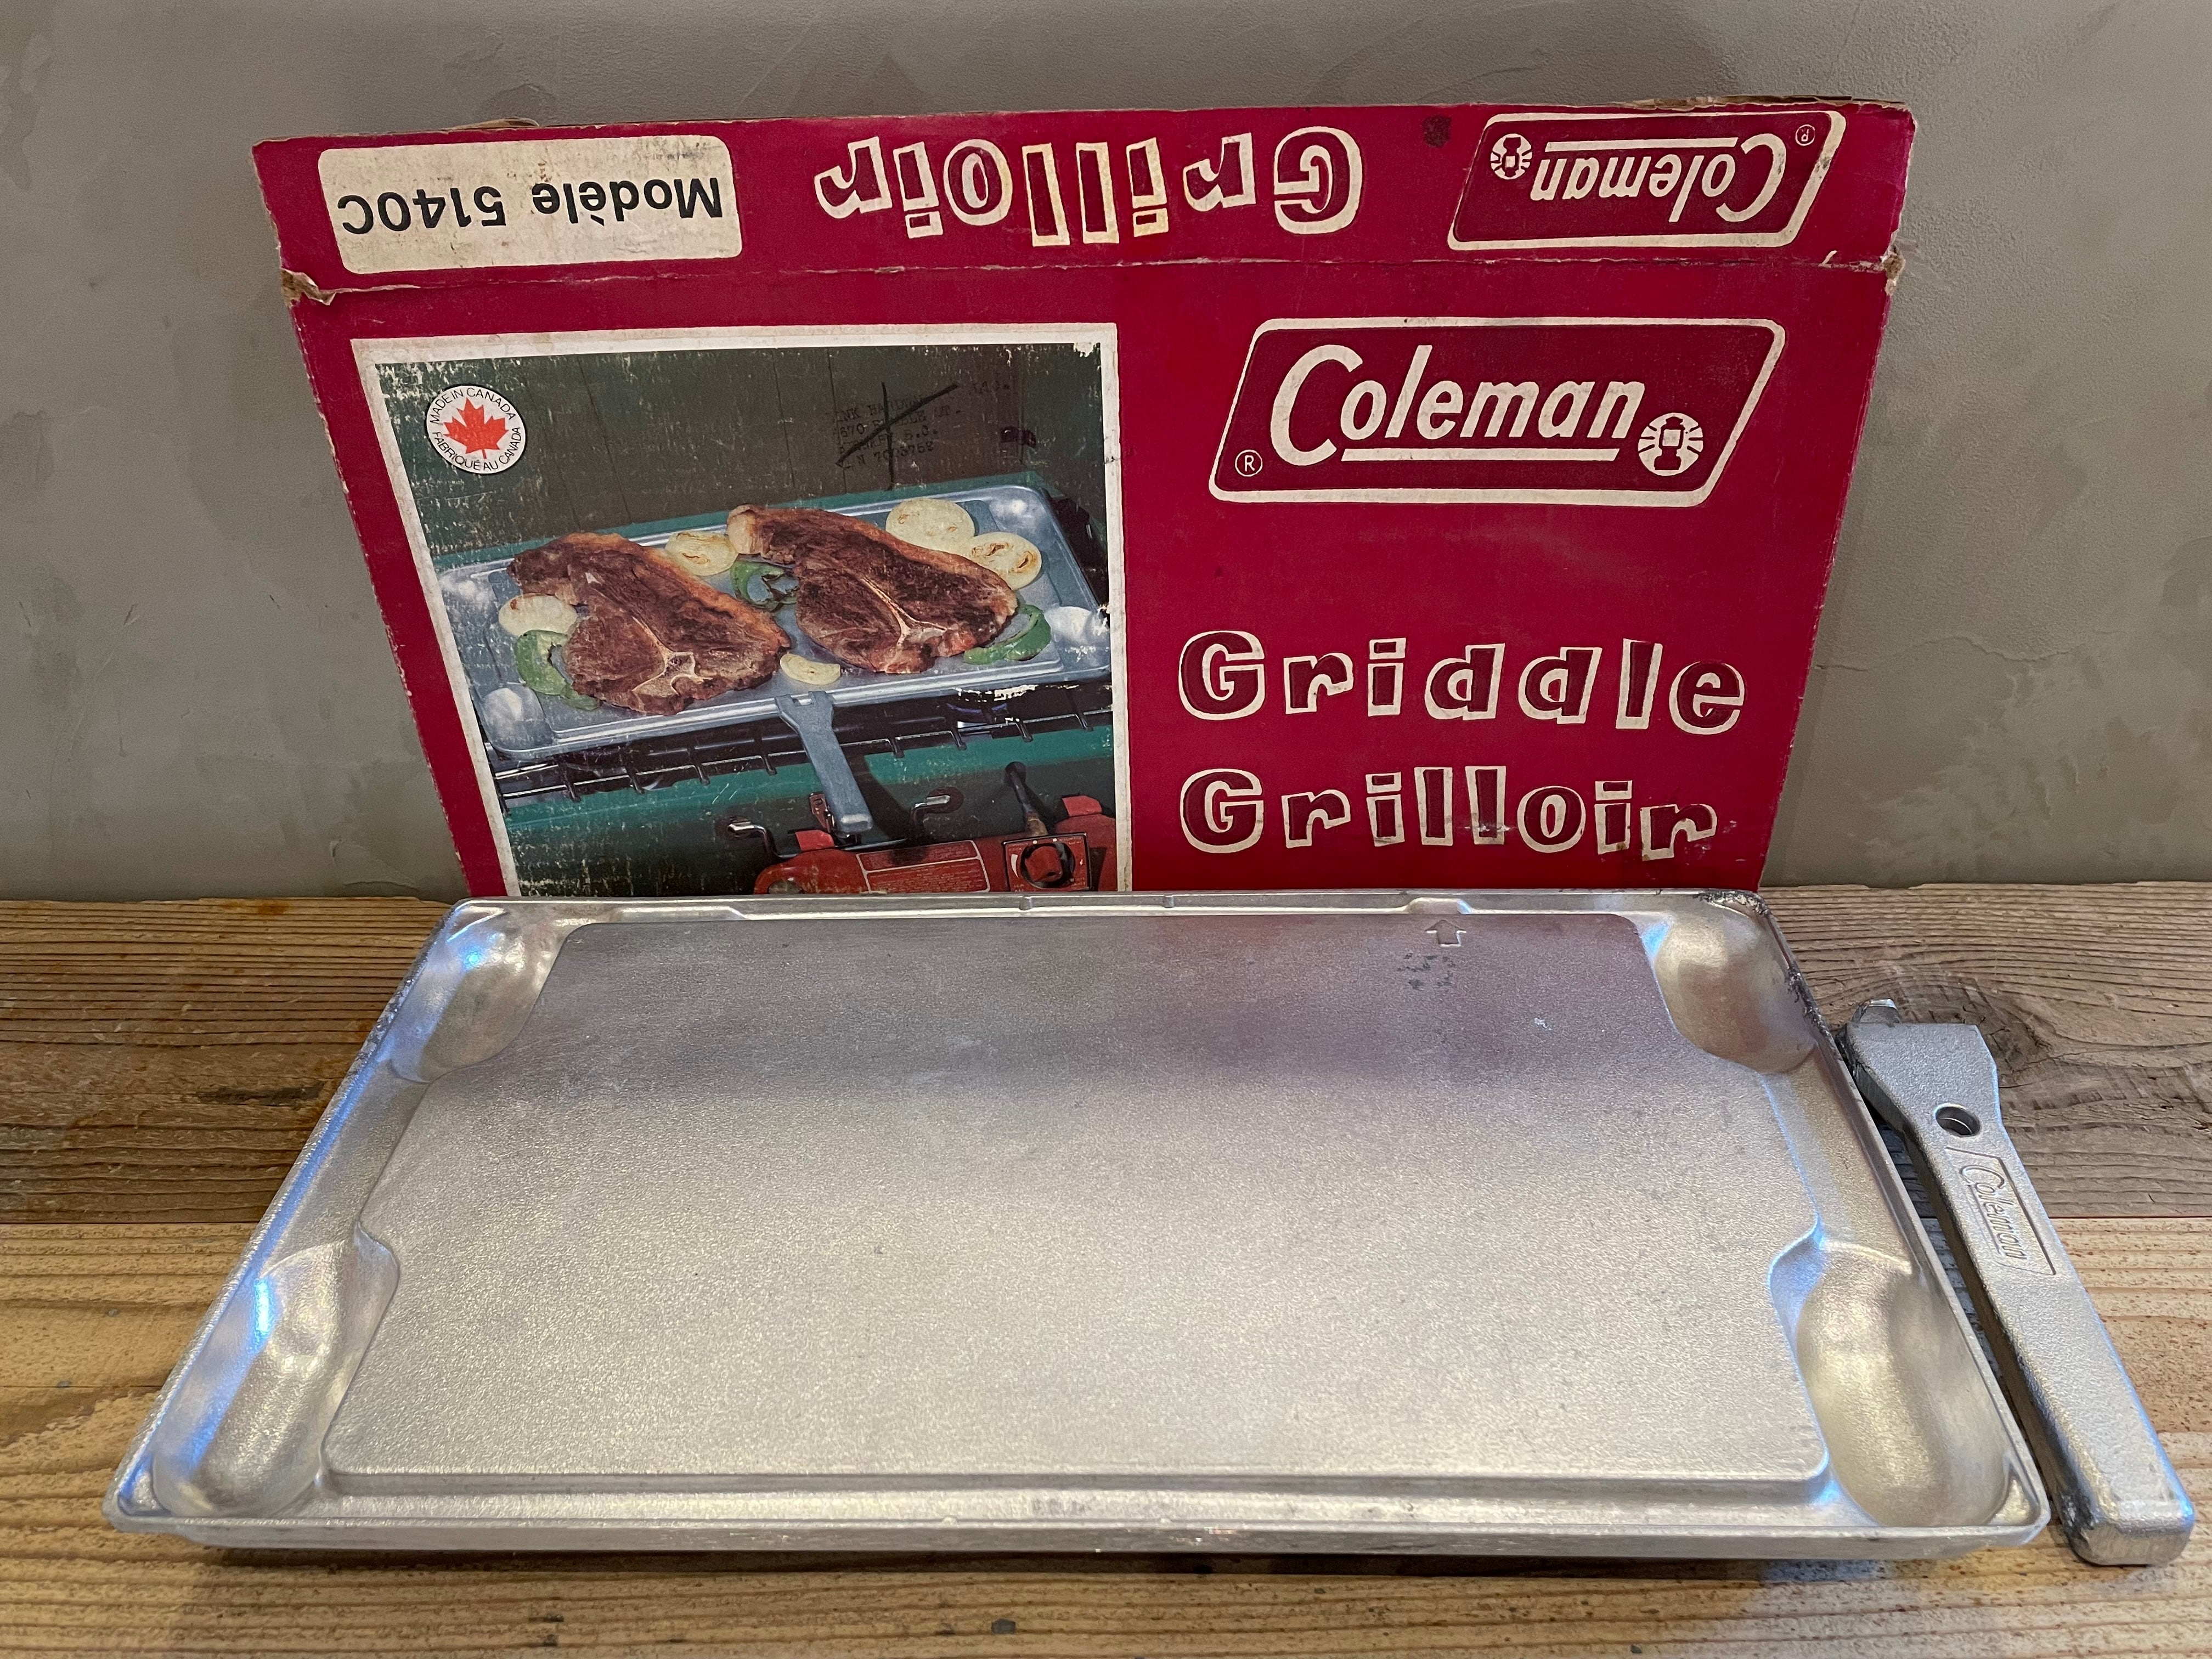 Coleman ®
Grilloir
Modèle 5140C
MADE IN CANADA
FABRIQUÉ AU CANADA
® Coleman
Griddle
Grilloir
Coleman